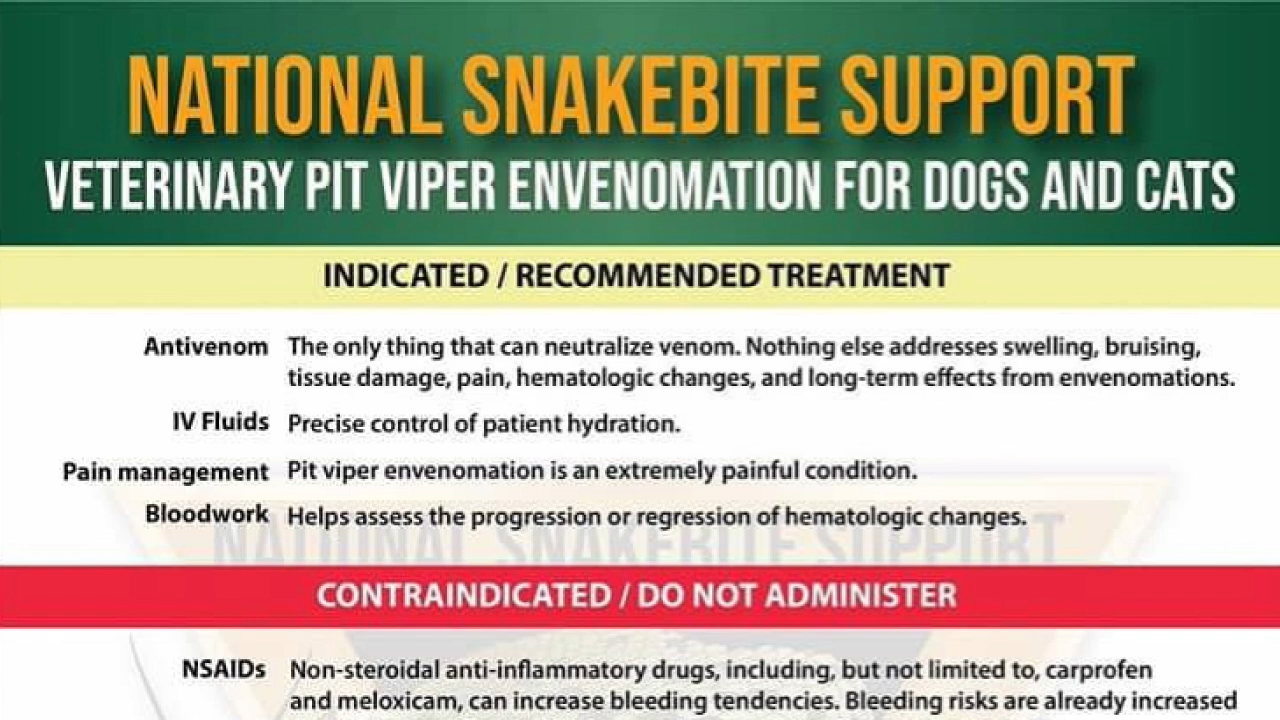 NATIONAL SNAKEBITE SUPPORT
VETERINARY PIT VIPER ENVENOMATION FOR DOGS AND CATS
INDICATED / RECOMMENDED TREATMENT
Antivenom The only thing that can neutralize venom. Nothing else addresses swelling, bruising,
tissue damage, pain, hematologic changes, and long-term effects from envenomations.
IV Fluids Precise control of patient hydration.
Pain management Pit viper envenomation is an extremely painful condition.
Bloodwork Helps assess the progression or regression of hematologic changes.
NATIONAL SNAKEBITE SUPPORT
CONTRAINDICATED / DO NOT ADMINISTER
NSAIDs Non-steroidal anti-inflammatory drugs, including, but not limited to, carprofen
and meloxicam, can increase bleeding tendencies. Bleeding risks are already increased